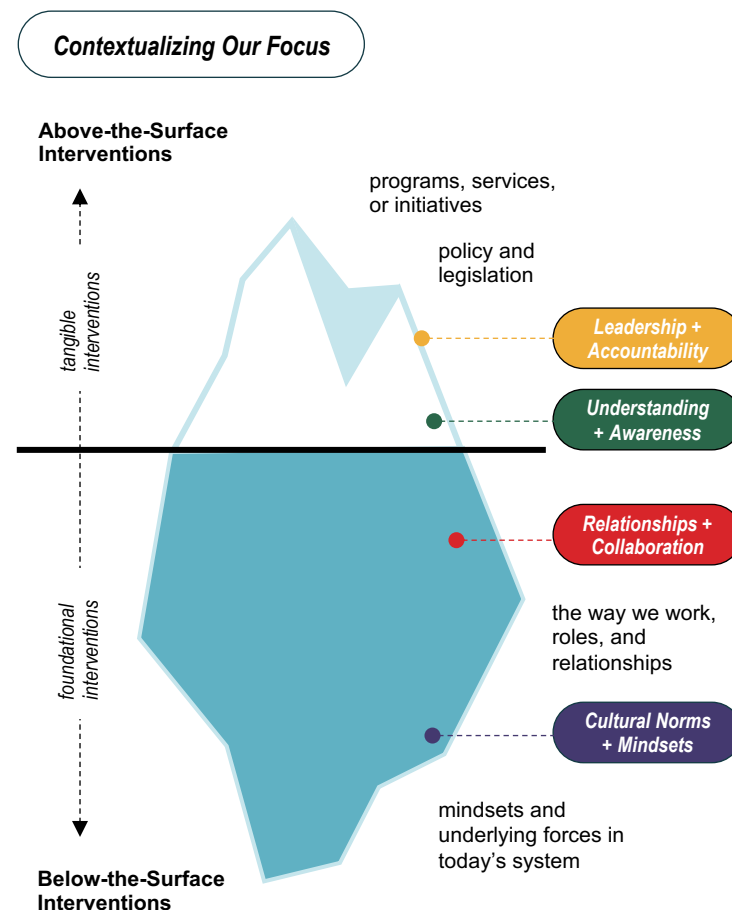 Contextualizing Our Focus
Above-the-Surface
Interventions
programs, services,
or initiatives
policy and
legislation
tangible
interventions
Leadership +
Accountability
Understanding
+ Awareness
Relationships +
Collaboration
foundational
interventions
the way we work,
roles, and
relationships
Cultural Norms
+ Mindsets
mindsets and
underlying forces in
today's system
Below-the-Surface
Interventions